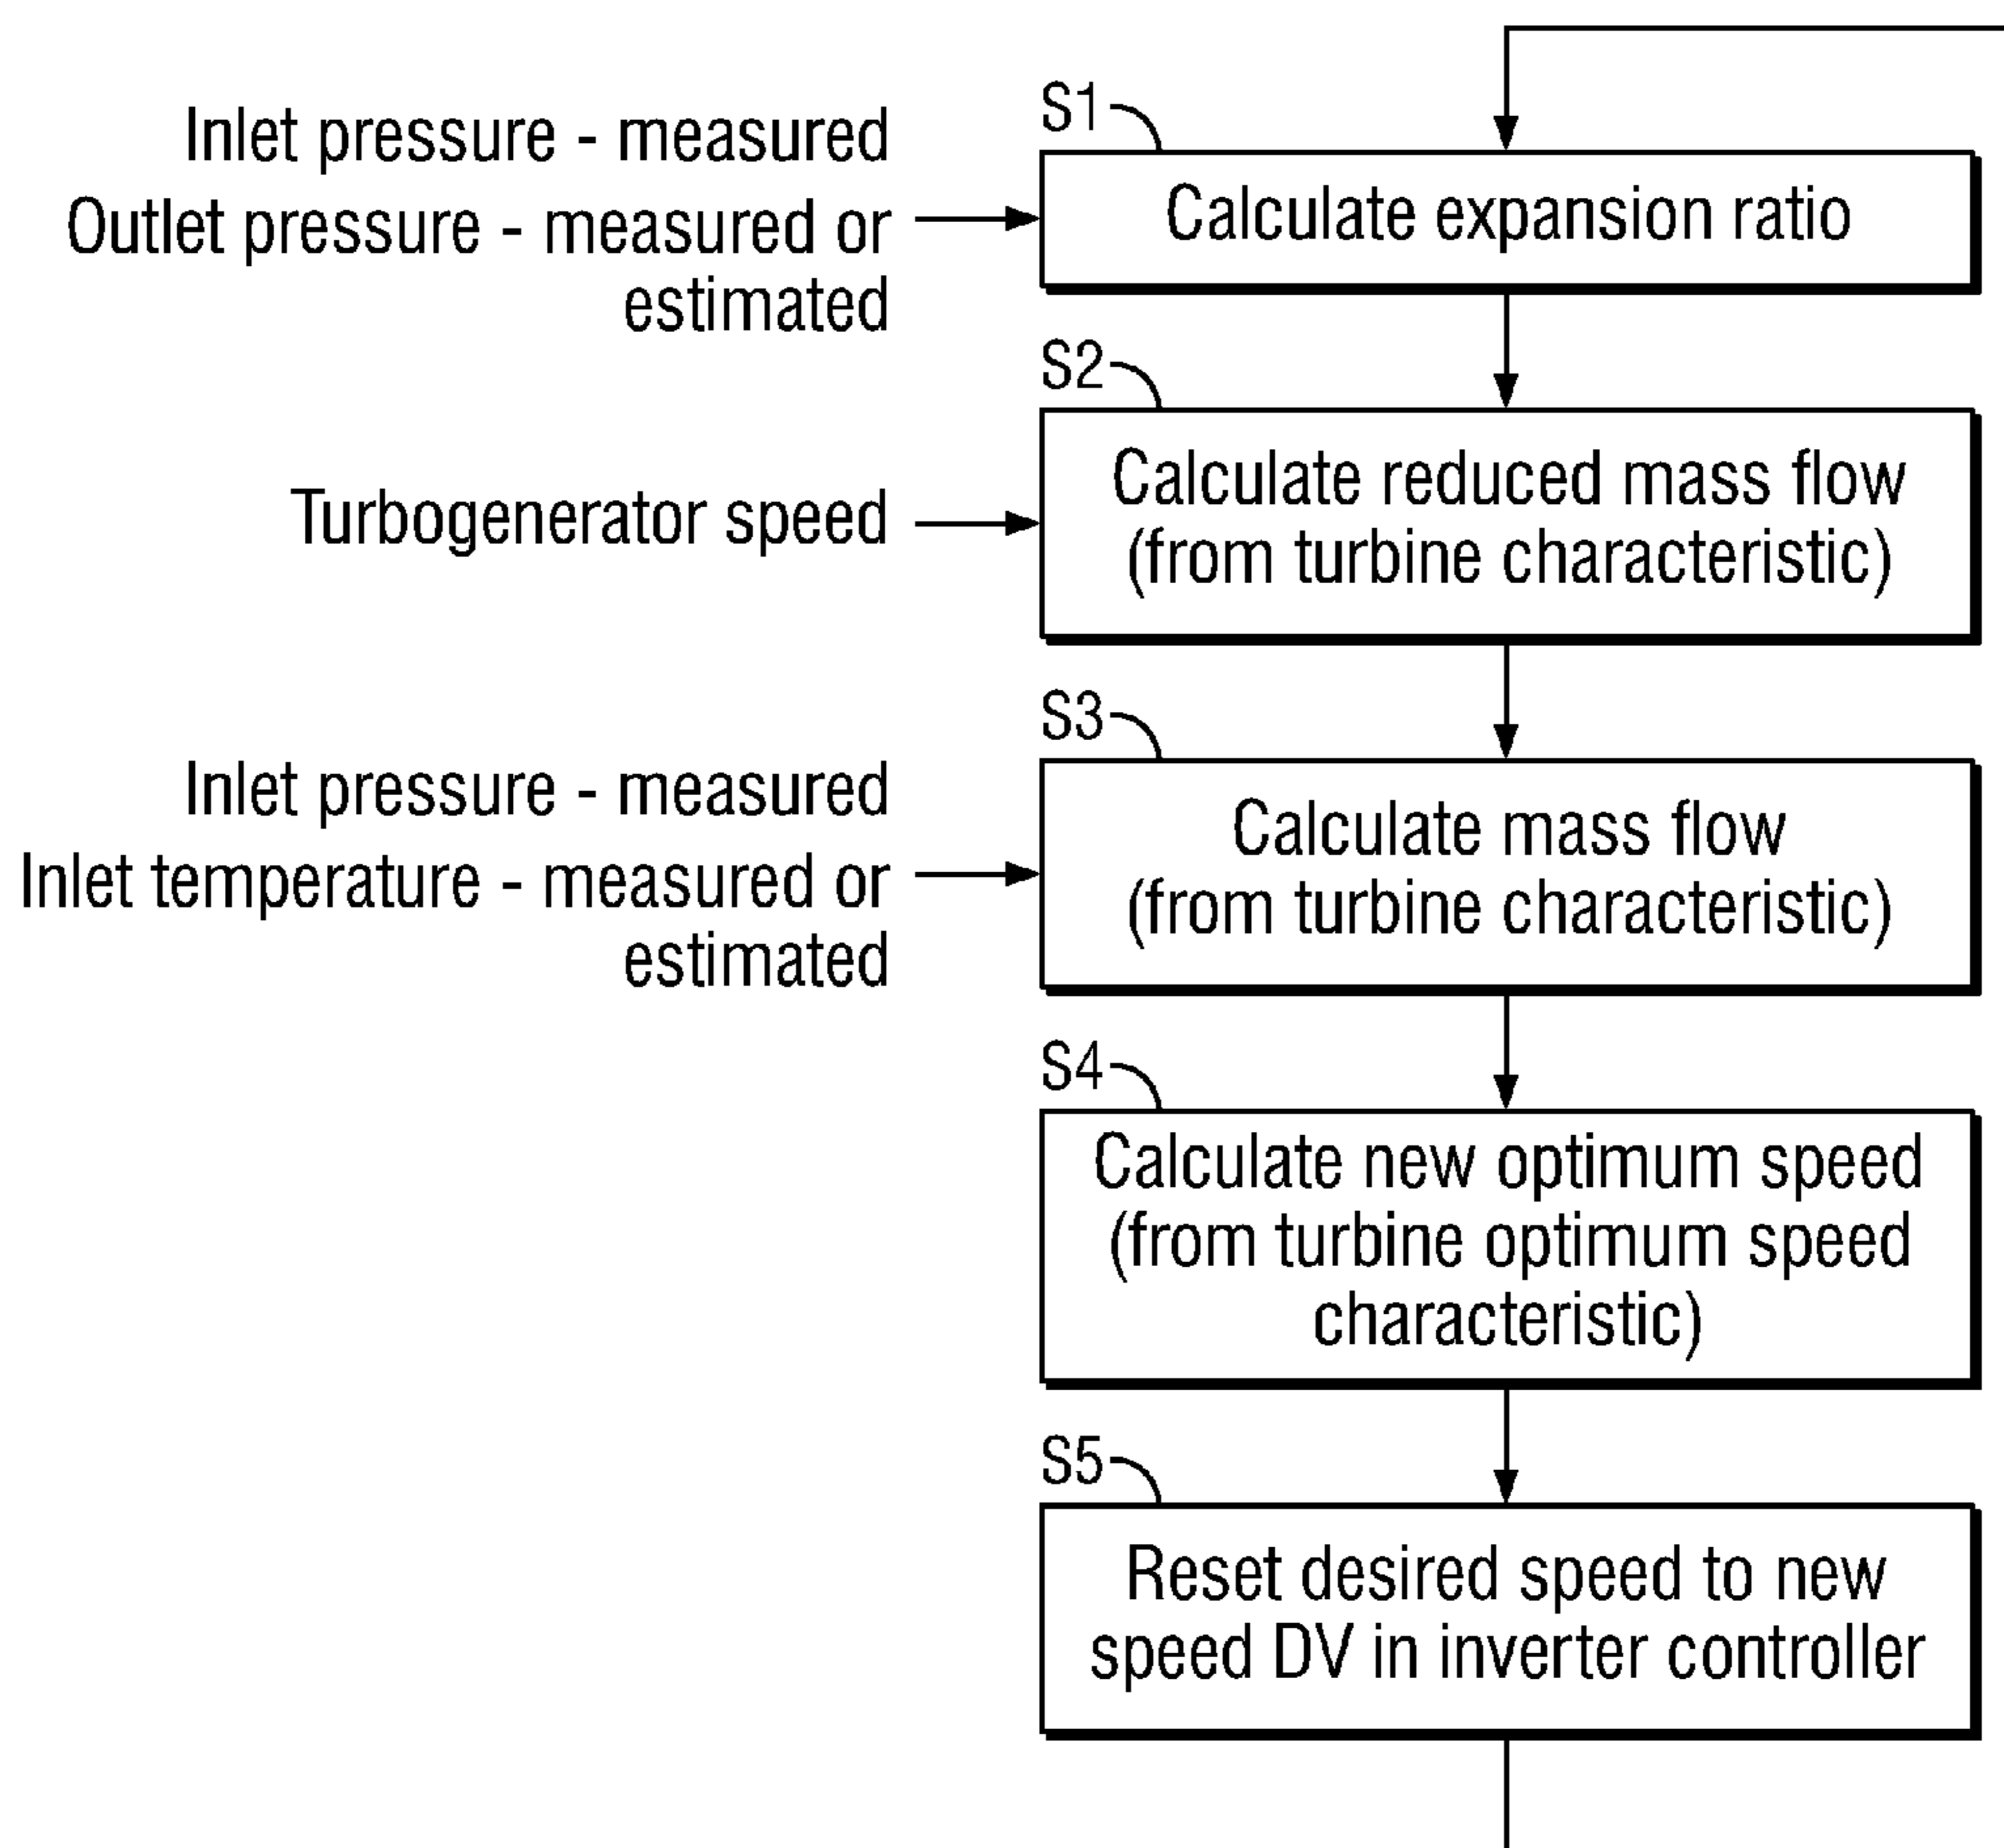 S1
Inlet pressure - measured
Outlet pressure - measured or
estimated
Calculate expansion ratio
S2
Turbogenerator speed
Calculate reduced mass flow
(from turbine characteristic)
S3
Inlet pressure - measured
Inlet temperature - measured or
estimated
Calculate mass flow
(from turbine characteristic)
S4
Calculate new optimum speed
(from turbine optimum speed
characteristic)
S5
Reset desired speed to new
speed DV in inverter controller